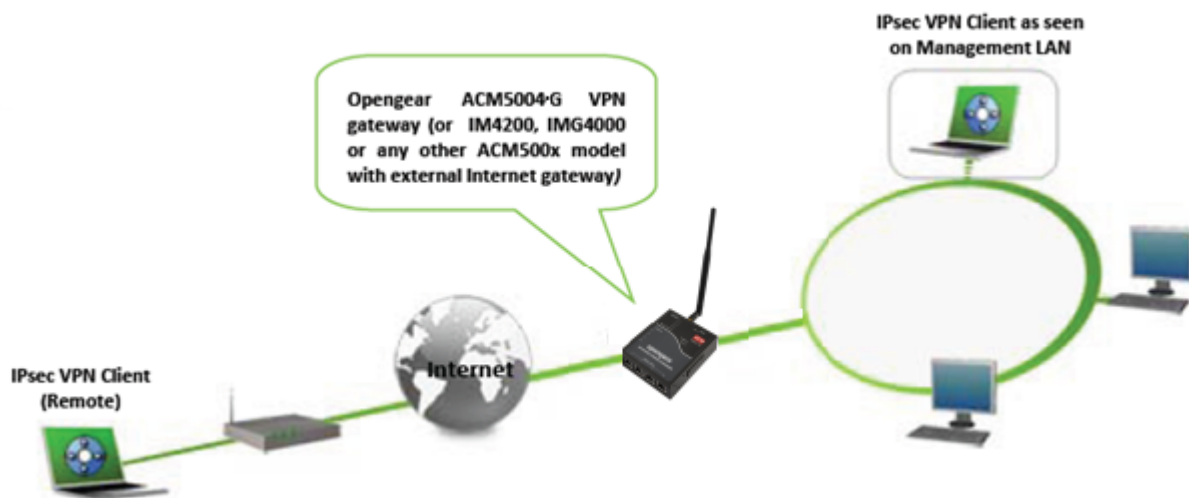 IPsec VPN Client as seen
on Management LAN
Opengear ACM5004-G VPN
gateway (or IM4200, IMG4000
or any other ACM500x model
with external Internet gateway)
Internet
IPsec VPN Client
(Remote)